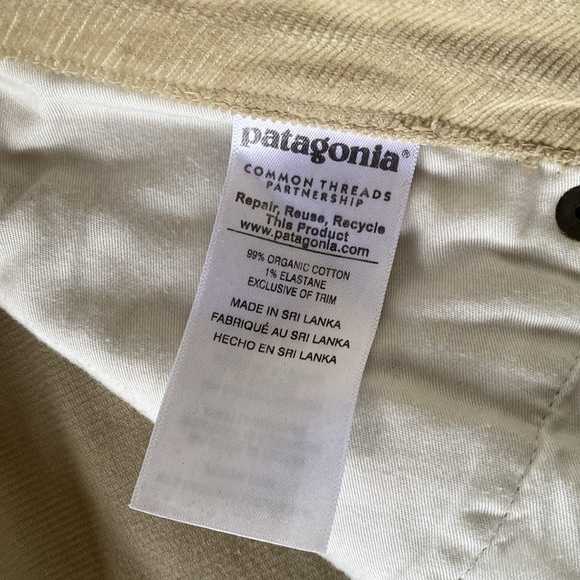 patagonia®
COMMON THREADS
PARTNERSHIP
Repair, Reuse, Recycle
This Product
www.patagonia.com
99% ORGANIC COTTON
1% ELASTANE
EXCLUSIVE OF TRIM
MADE IN SRI LANKA
FABRIQUÉ AU SRI LANKA
HECHO EN SRI LANKA